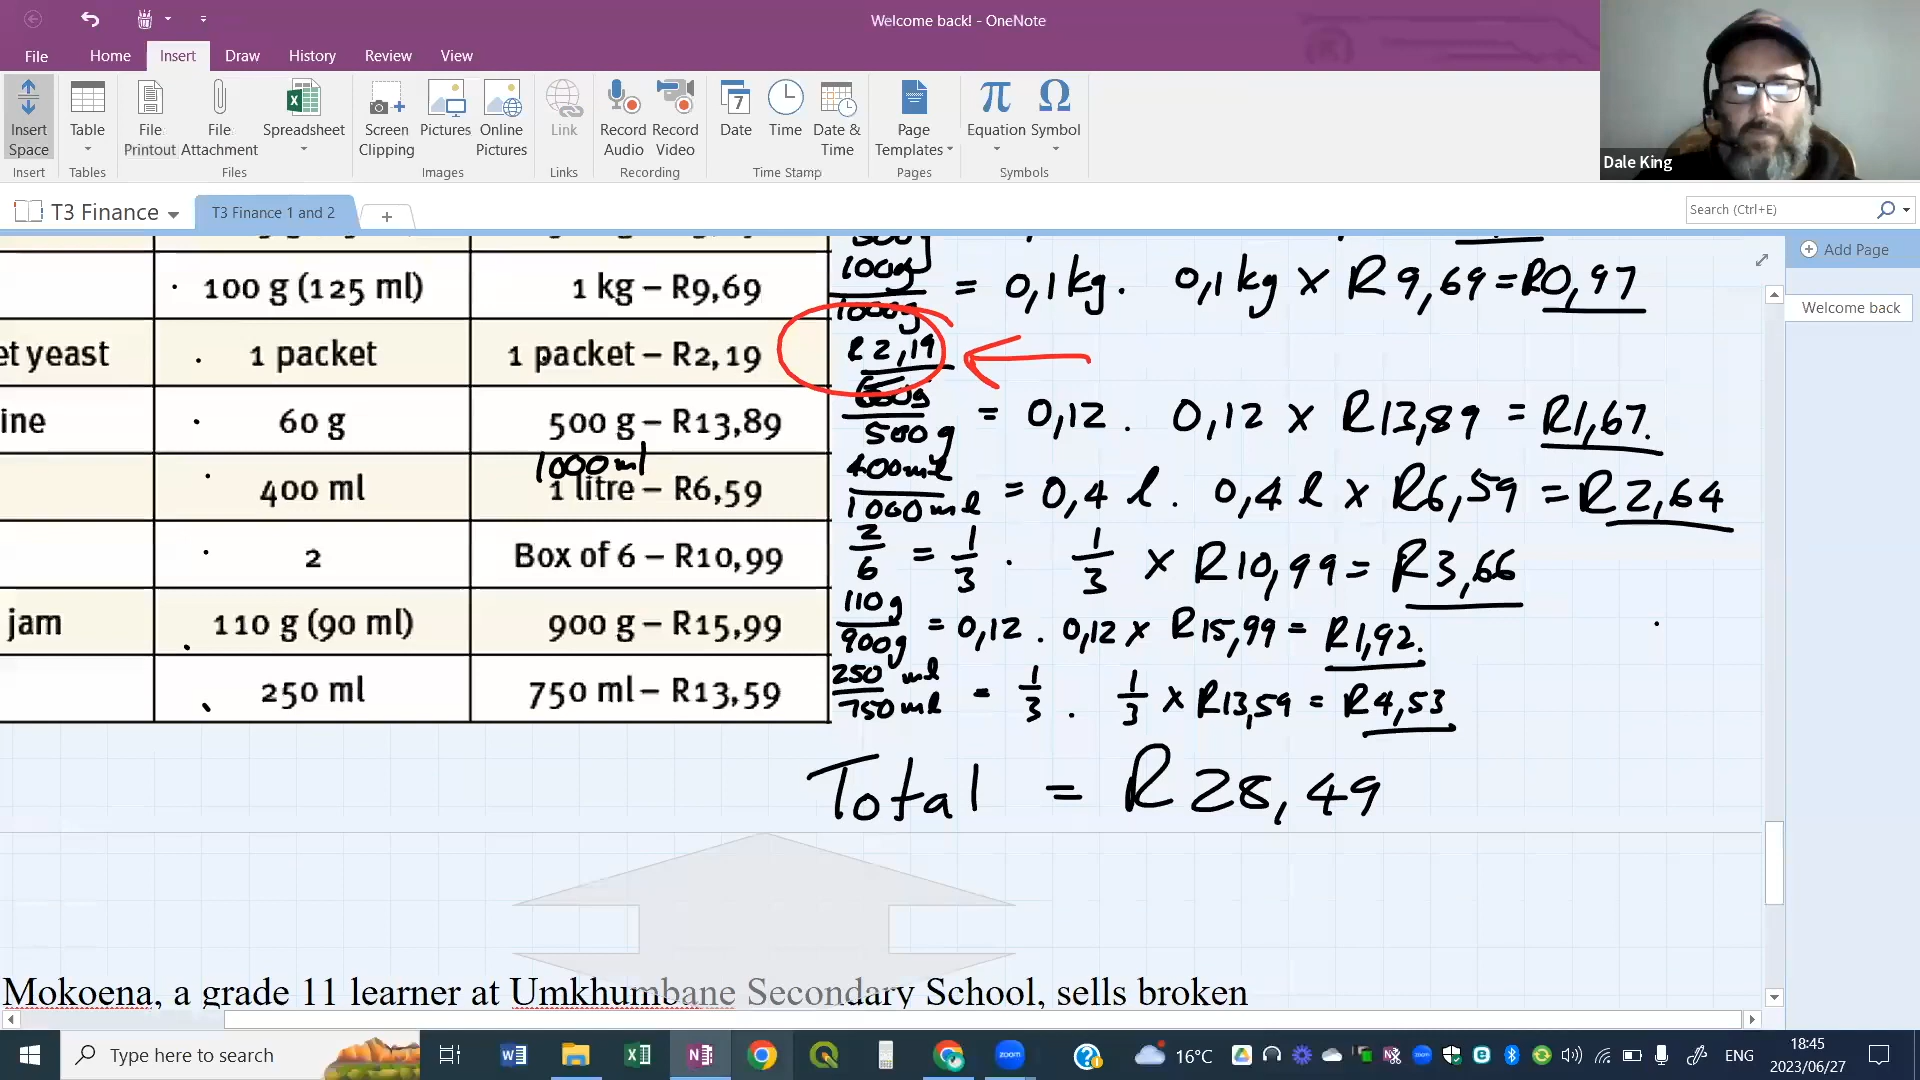 Welcome back! - OneNote
File Home Insert Draw History Review View
Insert Space
Table
File Printout
File Attachment
Spreadsheet
Screen Clipping
Pictures
Online Pictures
Link
Record Audio
Record Video
Date
Time
Date & Time
Page Templates
Equation
Symbol
Insert Tables Files Images Links Recording Time Stamp Pages Symbols
Dale King
T3 Finance
T3 Finance 1 and 2
Search (Ctrl+E)
Add Page
Welcome back
100 g (125 ml) 1 kg – R9,69 100g/1000g = 0,1kg. 0,1kg × R9,69=R0,97
et yeast 1 packet 1 packet – R2,19 R2,19
ine 60 g 500 g – R13,89 60g/500g = 0,12. 0,12 × R13,89 = R1,67.
1000ml
400 ml 1 litre – R6,59 400ml/1000ml = 0,4 l. 0,4 l × R6,59 = R2,64
2 Box of 6 – R10,99 2/6 = 1/3. 1/3 × R10,99 = R3,66
jam 110 g (90 ml) 900 g – R15,99 110g/900g = 0,12. 0,12 × R15,99 = R1,92.
250 ml 750 ml – R13,59 250 ml/750ml = 1/3. 1/3 × R13,59 = R4,53
Total = R28,49
Mokoena, a grade 11 learner at Umkhumbane Secondary School, sells broken
Type here to search
16°C
ENG
18:45
2023/06/27